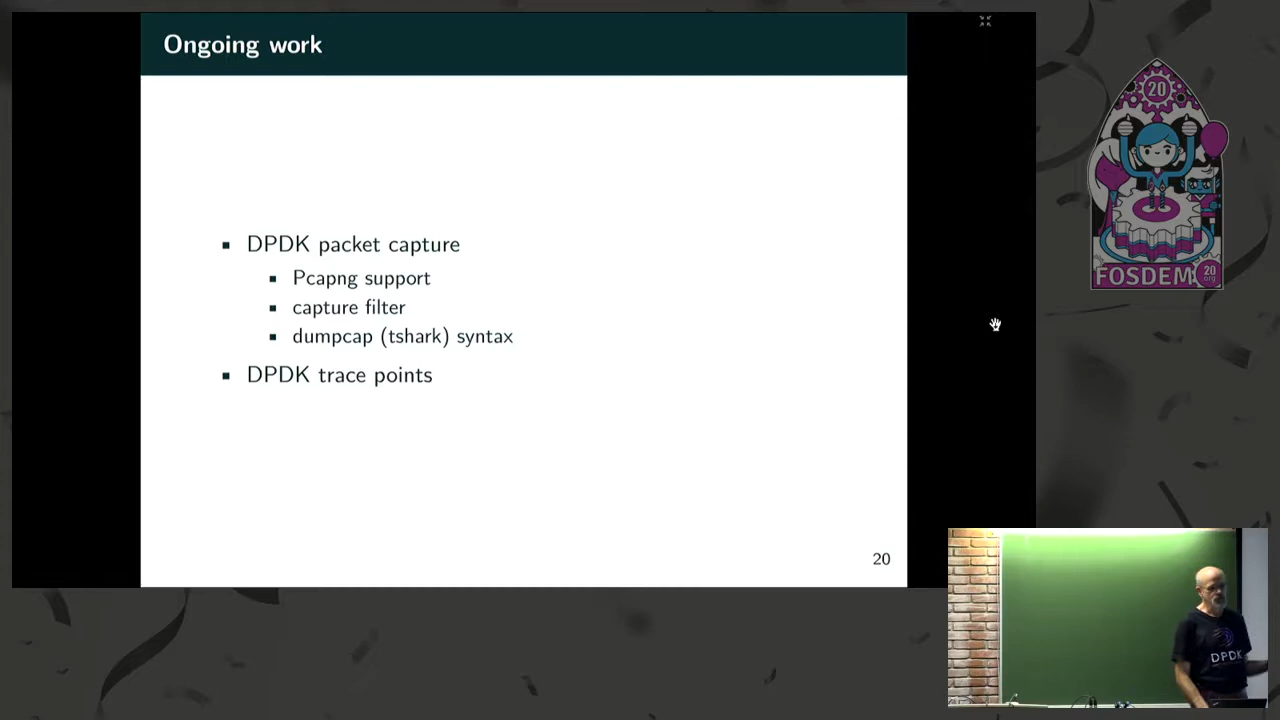 Ongoing work
DPDK packet capture
Pcapng support
capture filter
dumpcap (tshark) syntax
DPDK trace points
20
20
FOSDEM
20
.org
DPDK